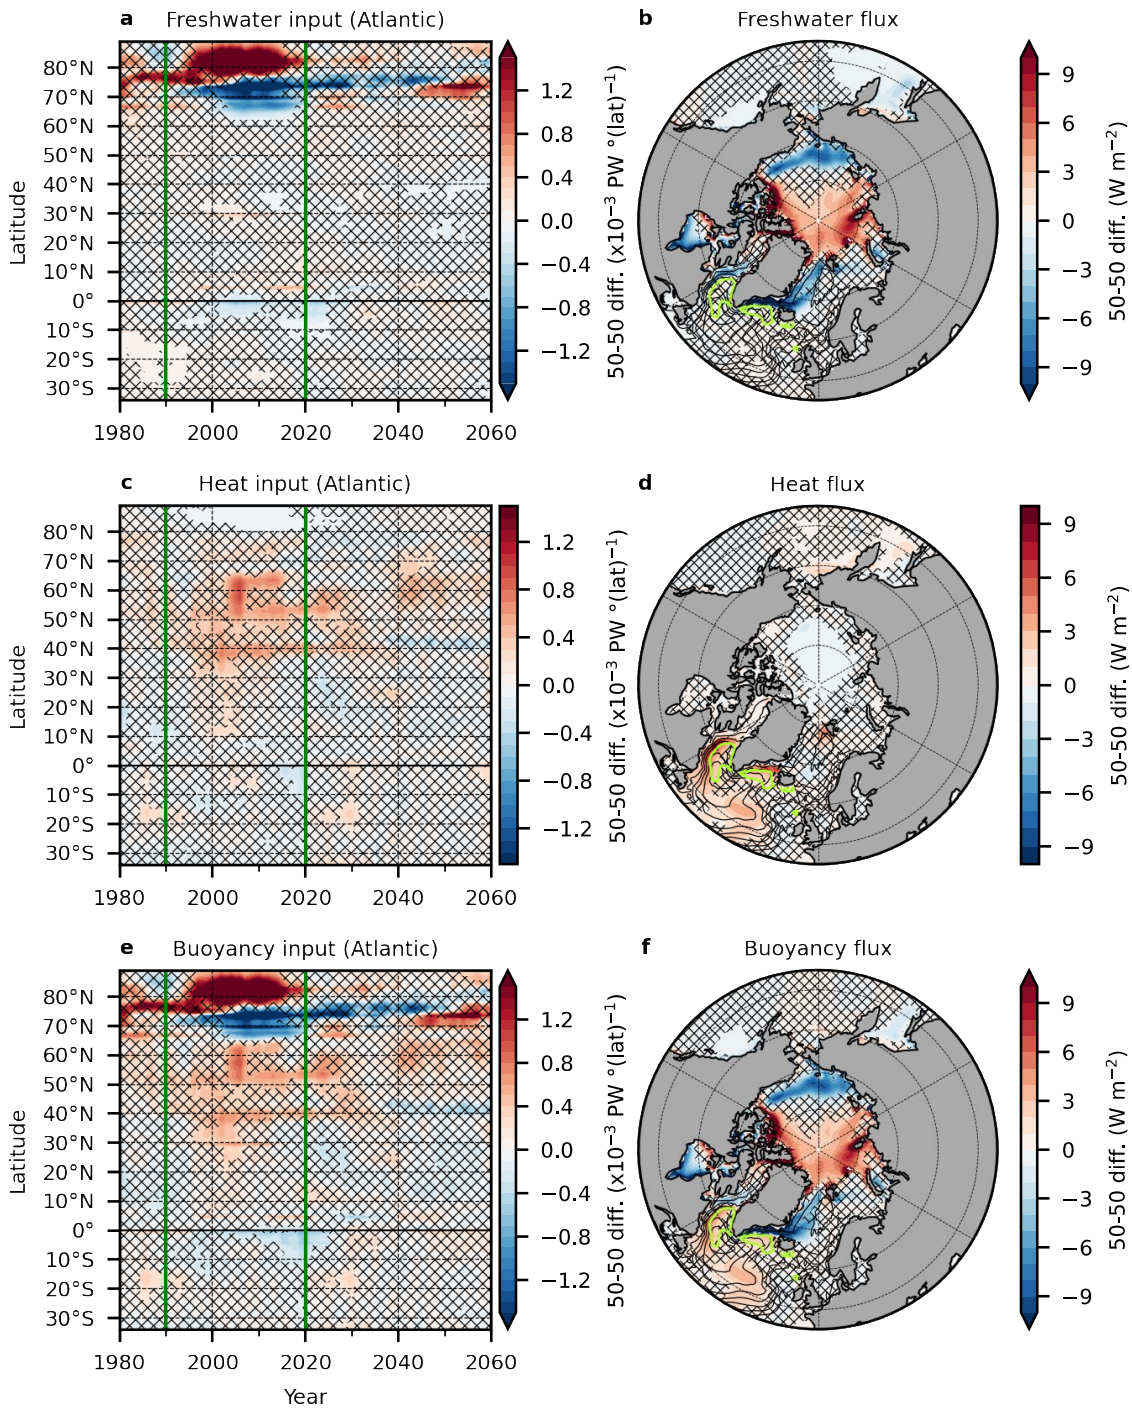 a Freshwater input (Atlantic)
80°N
70°N
60°N
50°N
40°N
30°N
20°N
10°N
0°
10°S
20°S
30°S
Latitude
1980 2000 2020 2040 2060
1.2
0.8
0.4
0.0
−0.4
−0.8
−1.2
50-50 diff. (x10⁻³ PW °(lat)⁻¹)
b Freshwater flux
9
6
3
0
−3
−6
−9
50-50 diff. (W m⁻²)
c Heat input (Atlantic)
80°N
70°N
60°N
50°N
40°N
30°N
20°N
10°N
0°
10°S
20°S
30°S
Latitude
1980 2000 2020 2040 2060
1.2
0.8
0.4
0.0
−0.4
−0.8
−1.2
50-50 diff. (x10⁻³ PW °(lat)⁻¹)
d Heat flux
9
6
3
0
−3
−6
−9
50-50 diff. (W m⁻²)
e Buoyancy input (Atlantic)
80°N
70°N
60°N
50°N
40°N
30°N
20°N
10°N
0°
10°S
20°S
30°S
Latitude
1980 2000 2020 2040 2060
Year
1.2
0.8
0.4
0.0
−0.4
−0.8
−1.2
50-50 diff. (x10⁻³ PW °(lat)⁻¹)
f Buoyancy flux
9
6
3
0
−3
−6
−9
50-50 diff. (W m⁻²)